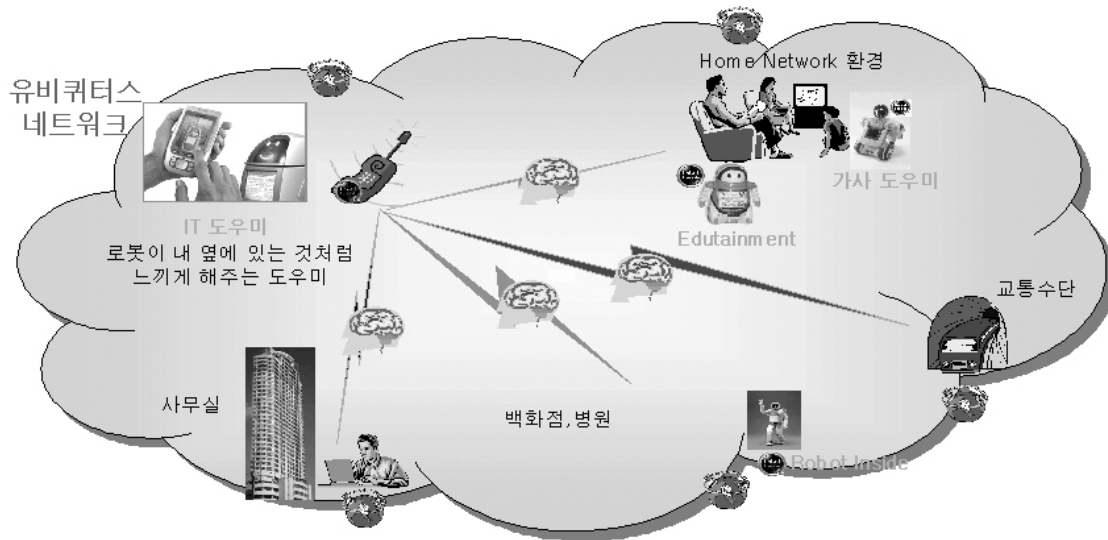 유비쿼터스
네트워크
Home Network 환경
IT 도우미
로봇이 내 옆에 있는 것처럼
느끼게 해주는 도우미
가사 도우미
Edutainment
교통수단
사무실
백화점,병원
Robot Inside